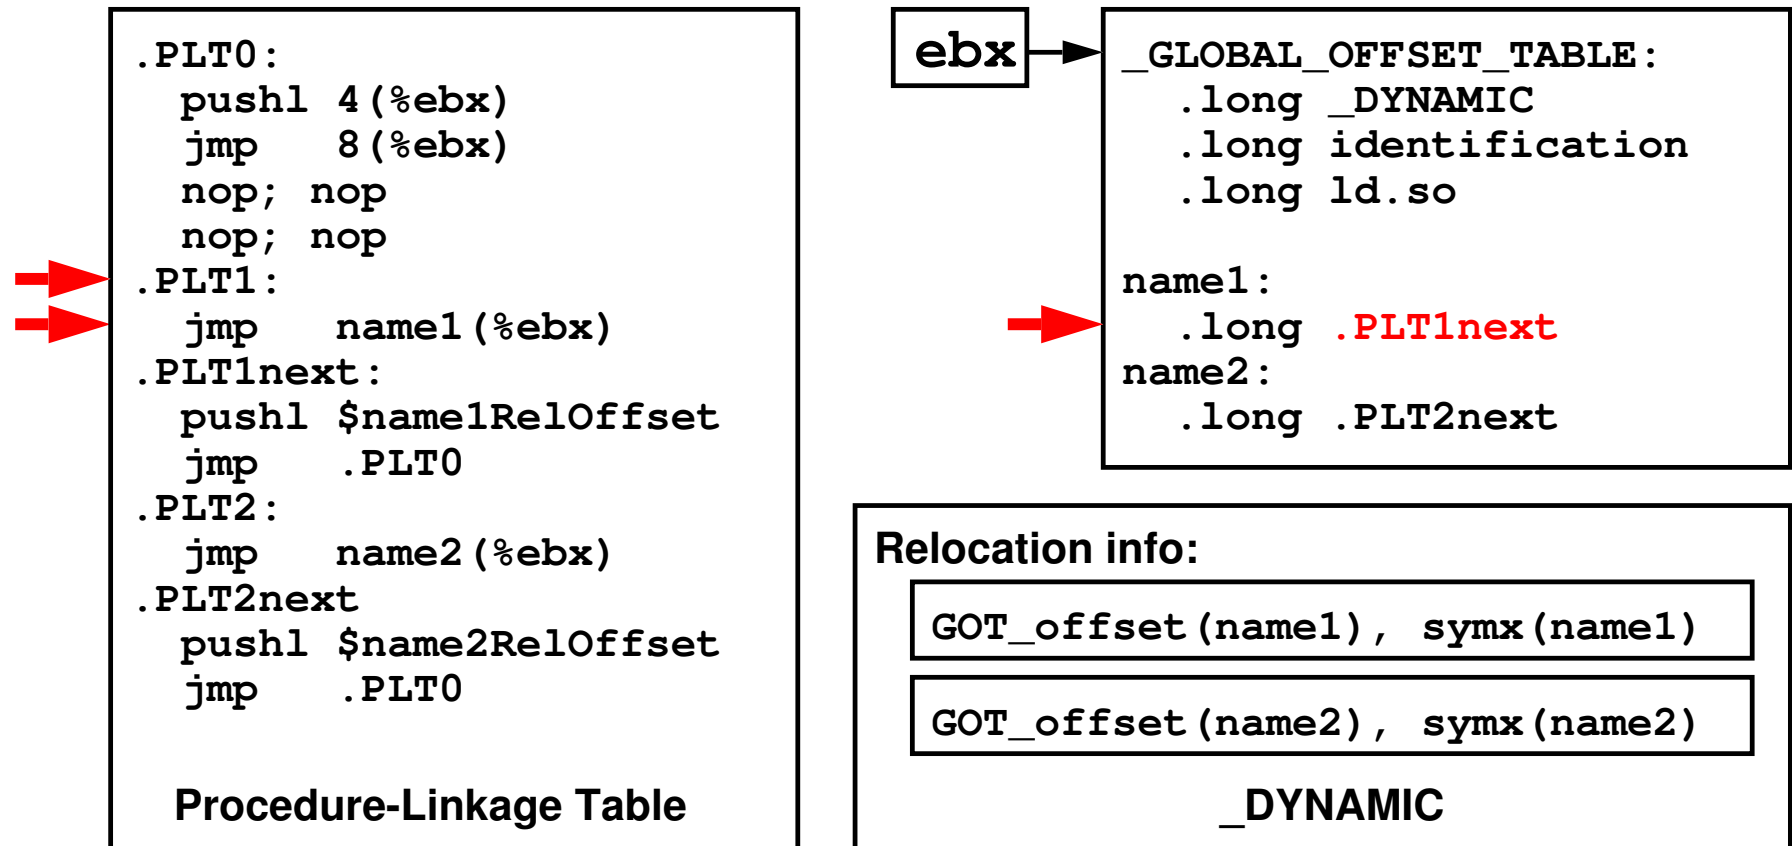 .PLT0:
pushl 4(%ebx)
jmp 8(%ebx)
nop; nop
nop; nop
.PLT1:
jmp name1(%ebx)
.PLT1next:
pushl $name1RelOffset
jmp .PLT0
.PLT2:
jmp name2(%ebx)
.PLT2next
pushl $name2RelOffset
jmp .PLT0
Procedure-Linkage Table
ebx
_GLOBAL_OFFSET_TABLE:
.long _DYNAMIC
.long identification
.long ld.so
name1:
.long .PLT1next
name2:
.long .PLT2next
Relocation info:
GOT_offset(name1), symx(name1)
GOT_offset(name2), symx(name2)
_DYNAMIC